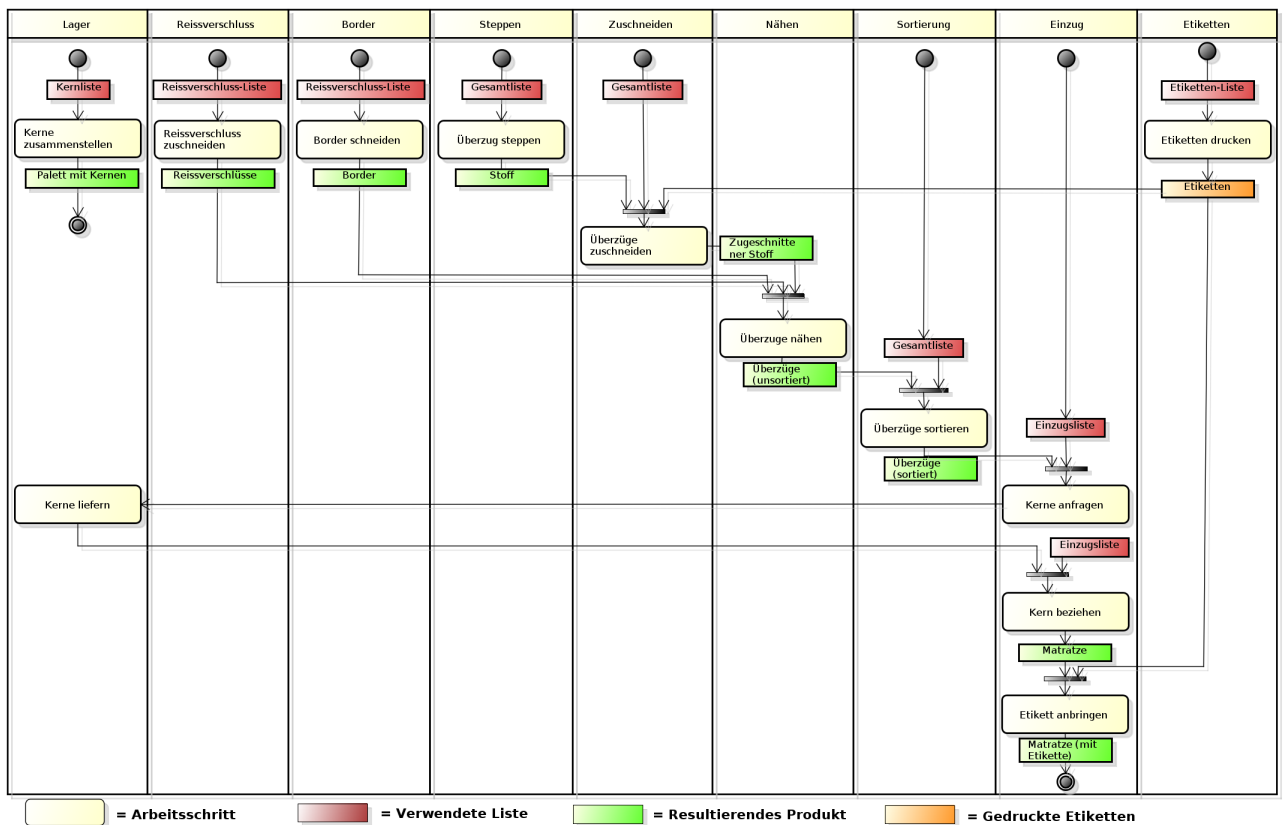 Lager
Reissverschluss
Border
Steppen
Zuschneiden
Nähen
Sortierung
Einzug
Etiketten
Kernliste
Reissverschluss-Liste
Reissverschluss-Liste
Gesamtliste
Gesamtliste
Etiketten-Liste
Kerne
zusammenstellen
Reissverschluss
zuschneiden
Border schneiden
Überzug steppen
Etiketten drucken
Palett mit Kernen
Reissverschlüsse
Border
Stoff
Etiketten
Überzüge
zuschneiden
Zugeschnitte
ner Stoff
Überzuge nähen
Gesamtliste
Überzüge
(unsortiert)
Überzüge sortieren
Einzugsliste
Überzüge
(sortiert)
Kerne liefern
Kerne anfragen
Einzugsliste
Kern beziehen
Matratze
Etikett anbringen
Matratze (mit
Etikette)
= Arbeitsschritt
= Verwendete Liste
= Resultierendes Produkt
= Gedruckte Etiketten